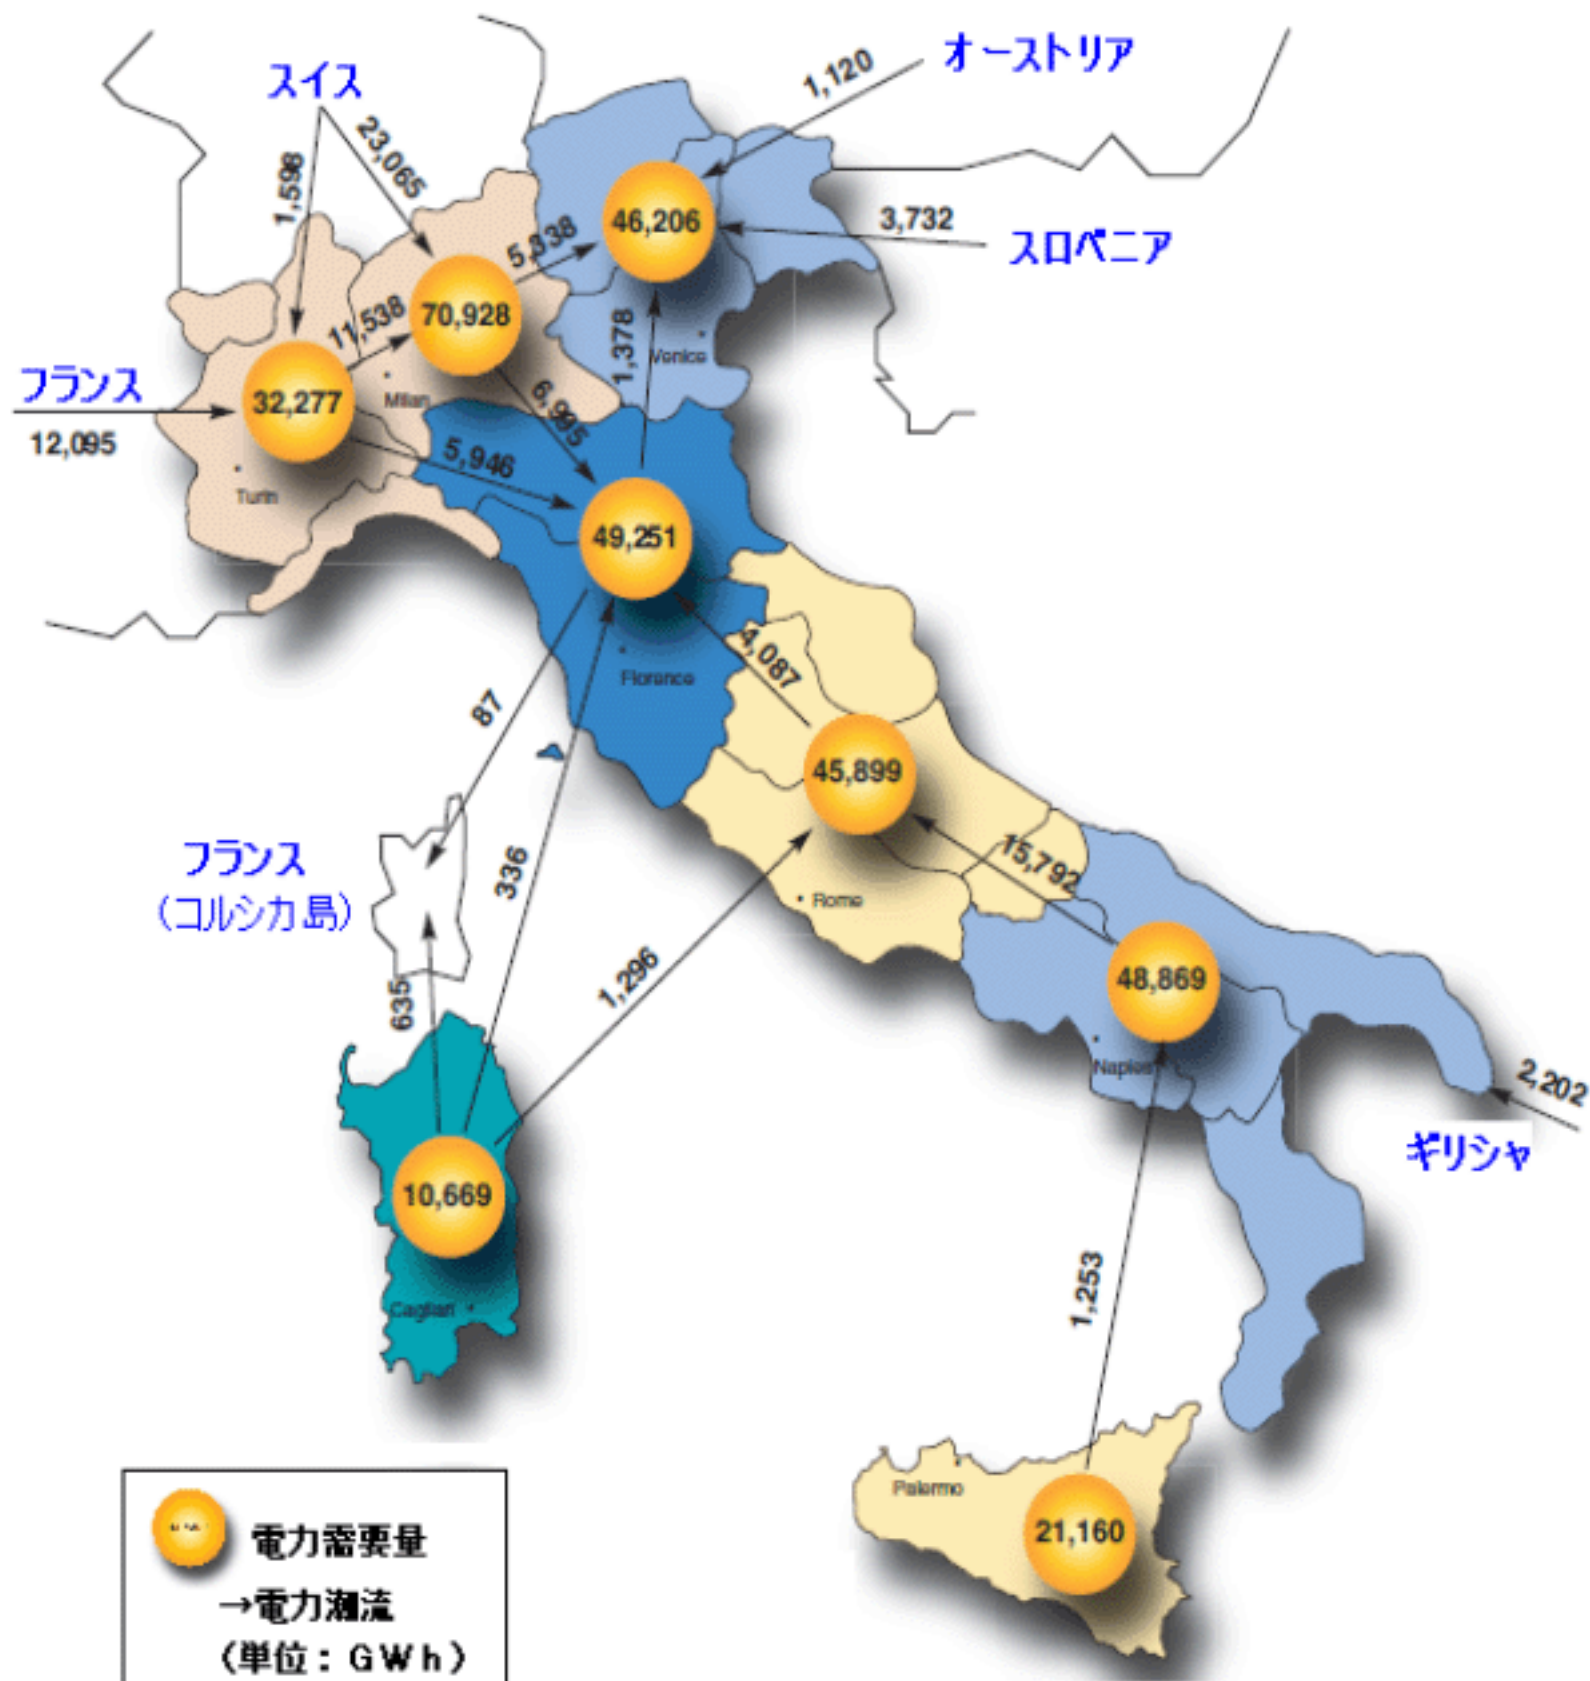 オーストリア
1,120
スイス
23,065
1,598
46,206
3,732
スロベニア
5,338
11,538
70,928
1,378
Venice
フランス
12,095
32,277
Milan
6,995
5,946
Turin
49,251
Florence
4,087
87
45,899
フランス
(コルシカ島)
336
15,792
Rome
1,296
635
48,869
Naples
2,202
ギリシャ
10,669
1,253
Cagliari
Palermo
21,160
電力需要量
→電力潮流
(単位:GWh)